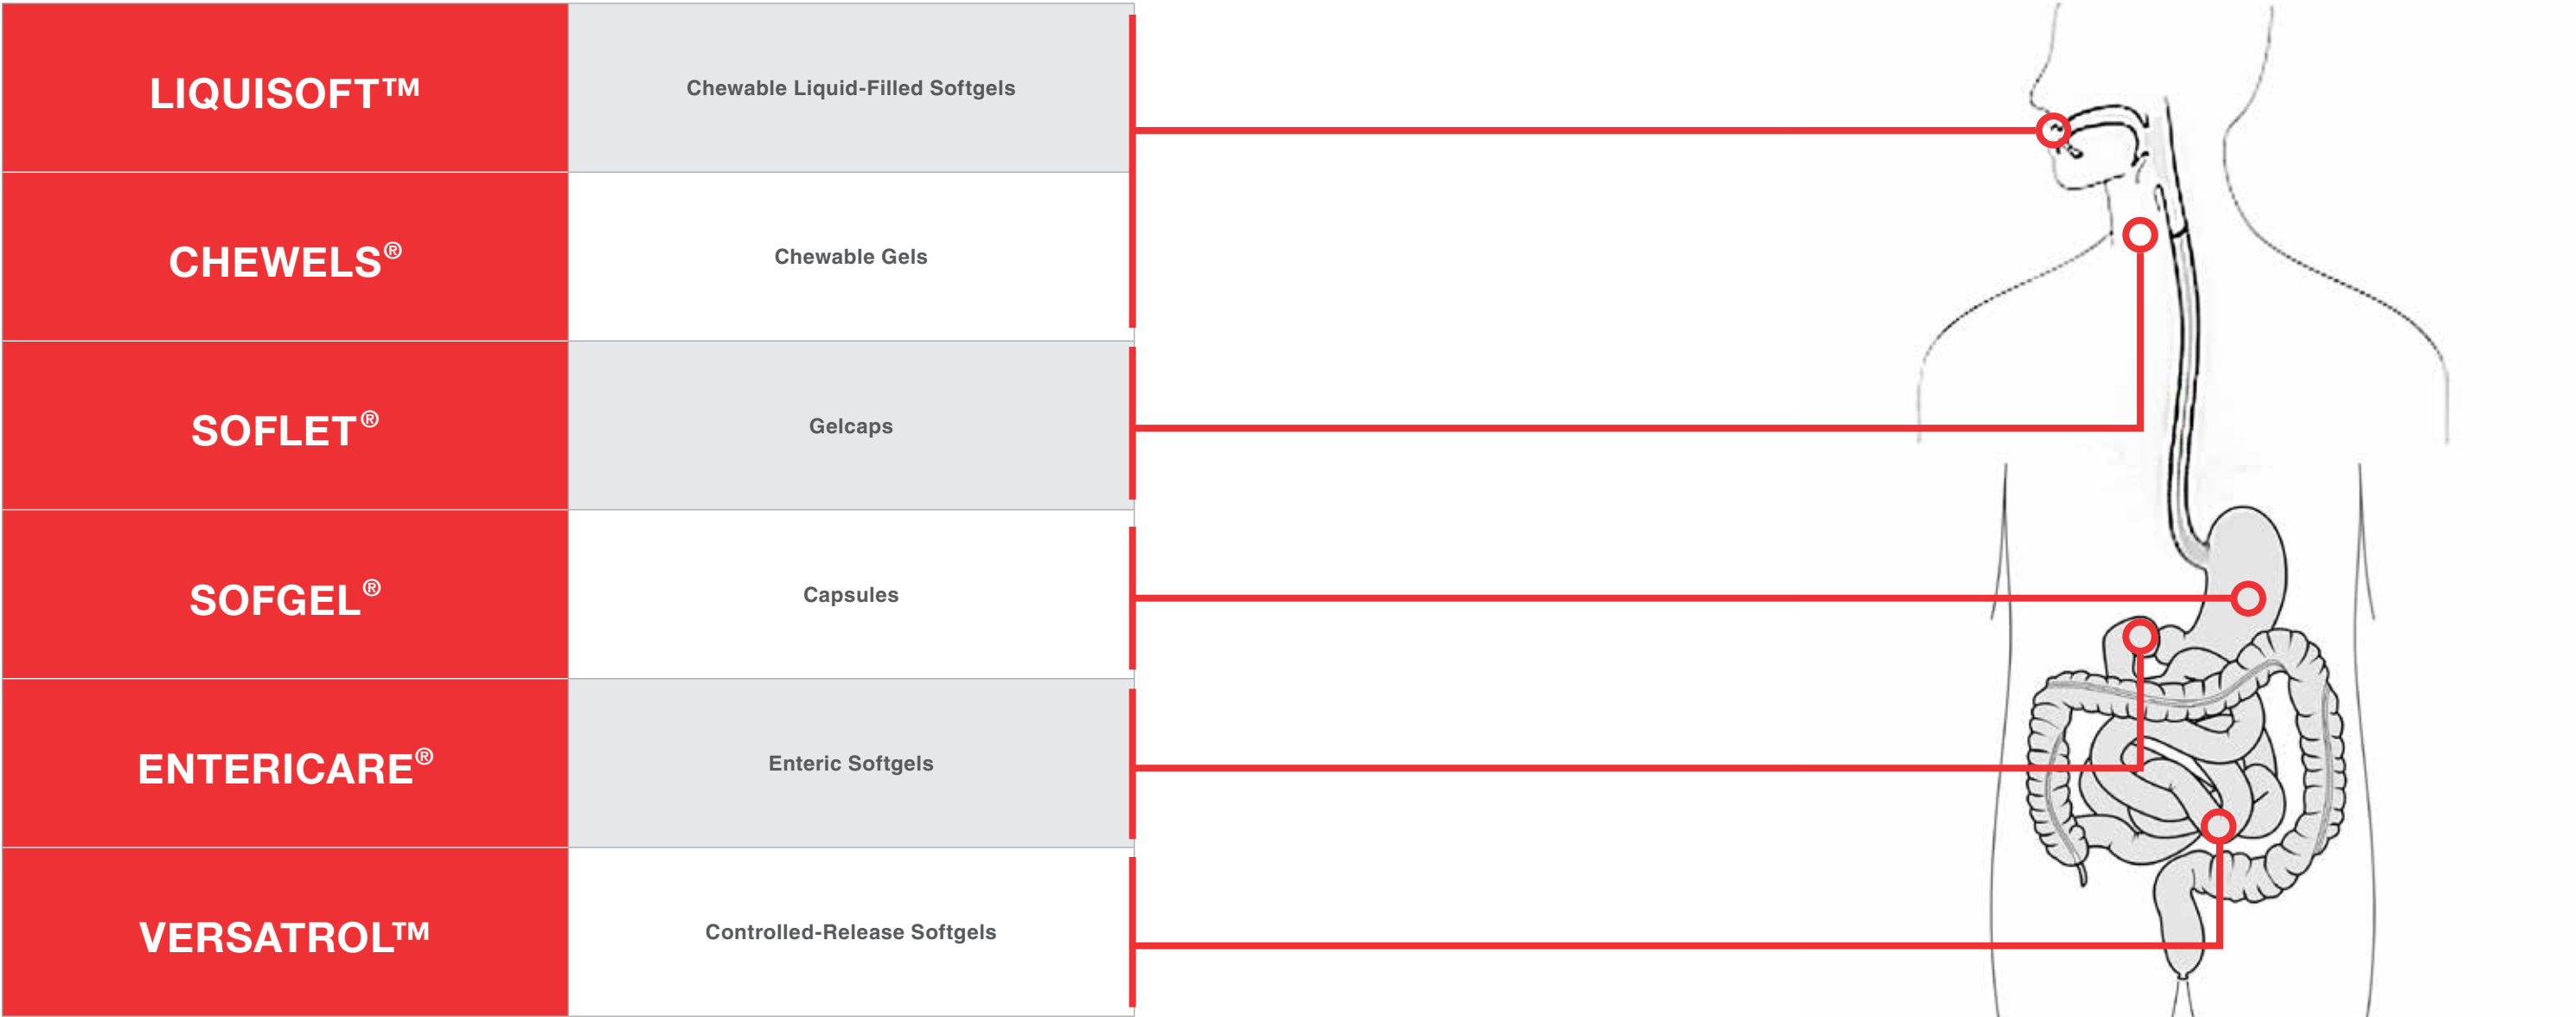 LIQUISOFT™
Chewable Liquid-Filled Softgels
CHEWELS®
Chewable Gels
SOFLET®
Gelcaps
SOFGEL®
Capsules
ENTERICARE®
Enteric Softgels
VERSATROL™
Controlled-Release Softgels